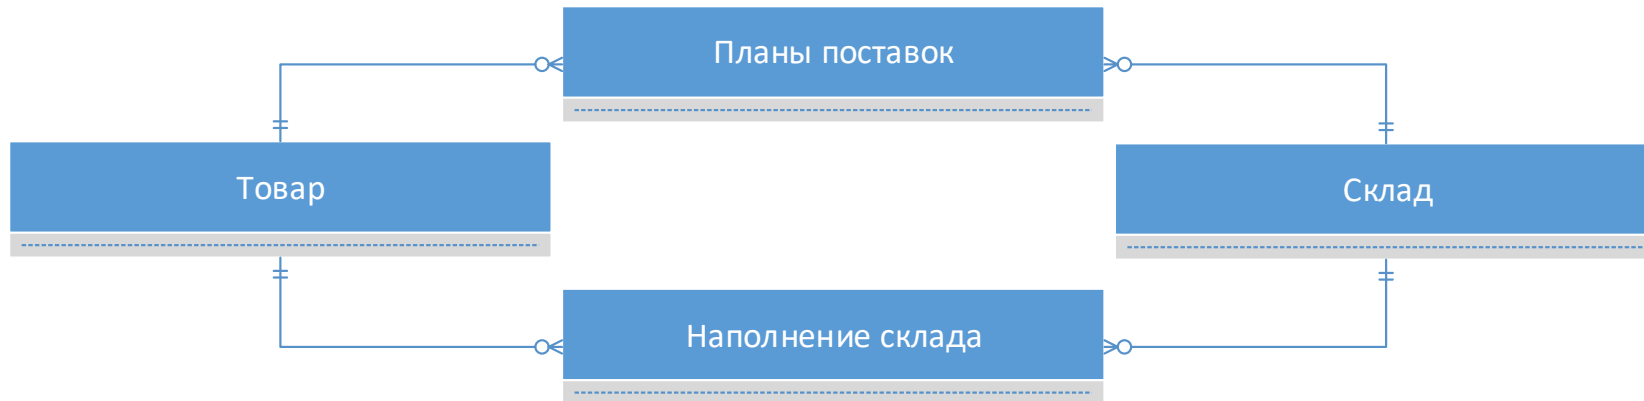 Планы поставок
Товар
Склад
Наполнение склада